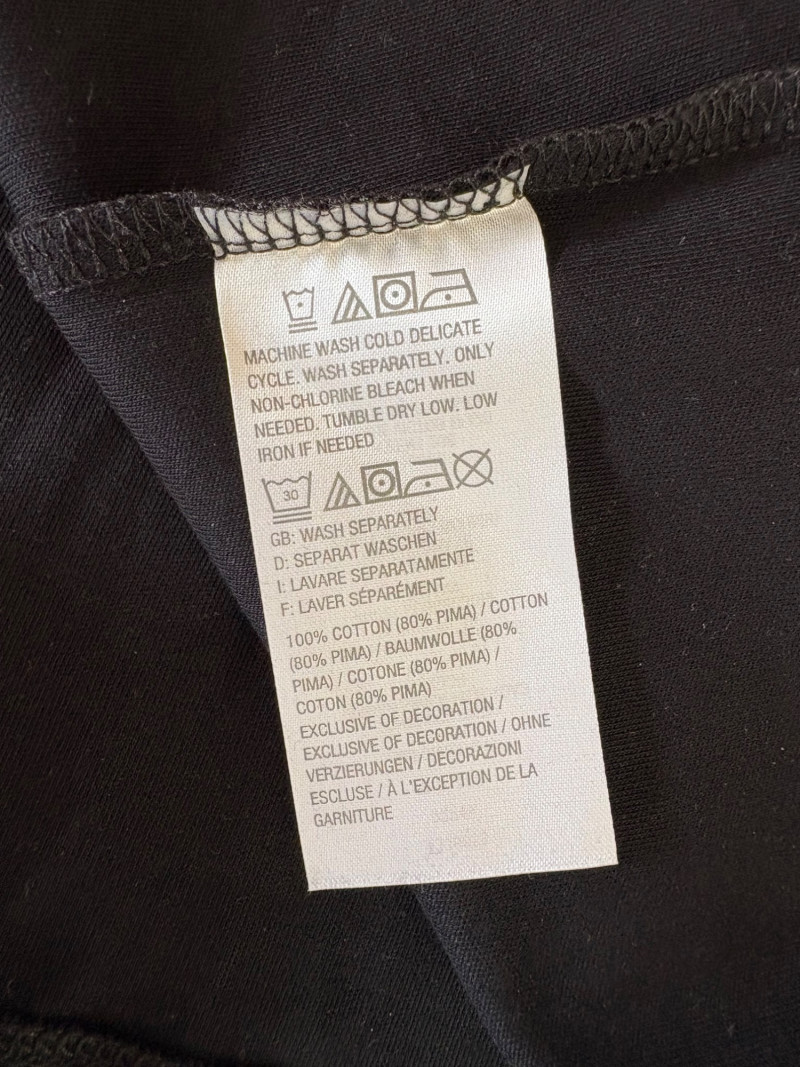 MACHINE WASH COLD DELICATE
CYCLE. WASH SEPARATELY. ONLY
NON-CHLORINE BLEACH WHEN
NEEDED. TUMBLE DRY LOW. LOW
IRON IF NEEDED
30
GB: WASH SEPARATELY
D: SEPARAT WASCHEN
I: LAVARE SEPARATAMENTE
F: LAVER SÉPARÉMENT
100% COTTON (80% PIMA) / COTTON
(80% PIMA) / BAUMWOLLE (80%
PIMA) / COTONE (80% PIMA) /
COTON (80% PIMA)
EXCLUSIVE OF DECORATION /
EXCLUSIVE OF DECORATION / OHNE
VERZIERUNGEN / DECORAZIONI
ESCLUSE / À L'EXCEPTION DE LA
GARNITURE